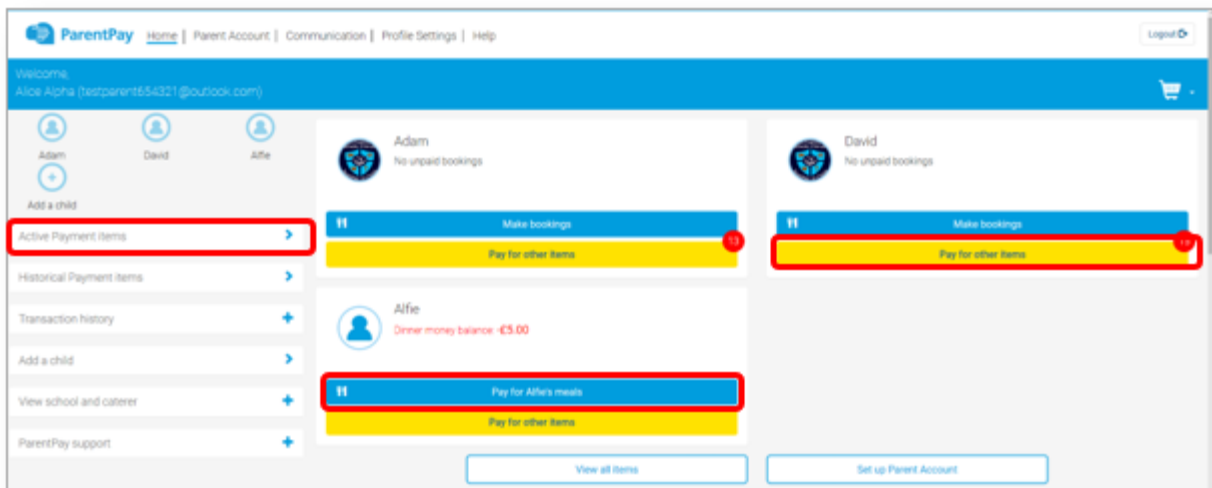 ParentPay Home | Parent Account | Communication | Profile Settings | Help
Logout
Welcome,
Alice Alpha (testparent654321@outlook.com)
Adam David Alfie
Add a child
Active Payment items
Historical Payment items
Transaction history
Add a child
View school and caterer
ParentPay support
Adam
No unpaid bookings
Make bookings
13
Pay for other items
David
No unpaid bookings
Make bookings
Pay for other items
Alfie
Dinner money balance -£5.00
Pay for Alfie's meals
Pay for other items
View all items
Set up Parent Account